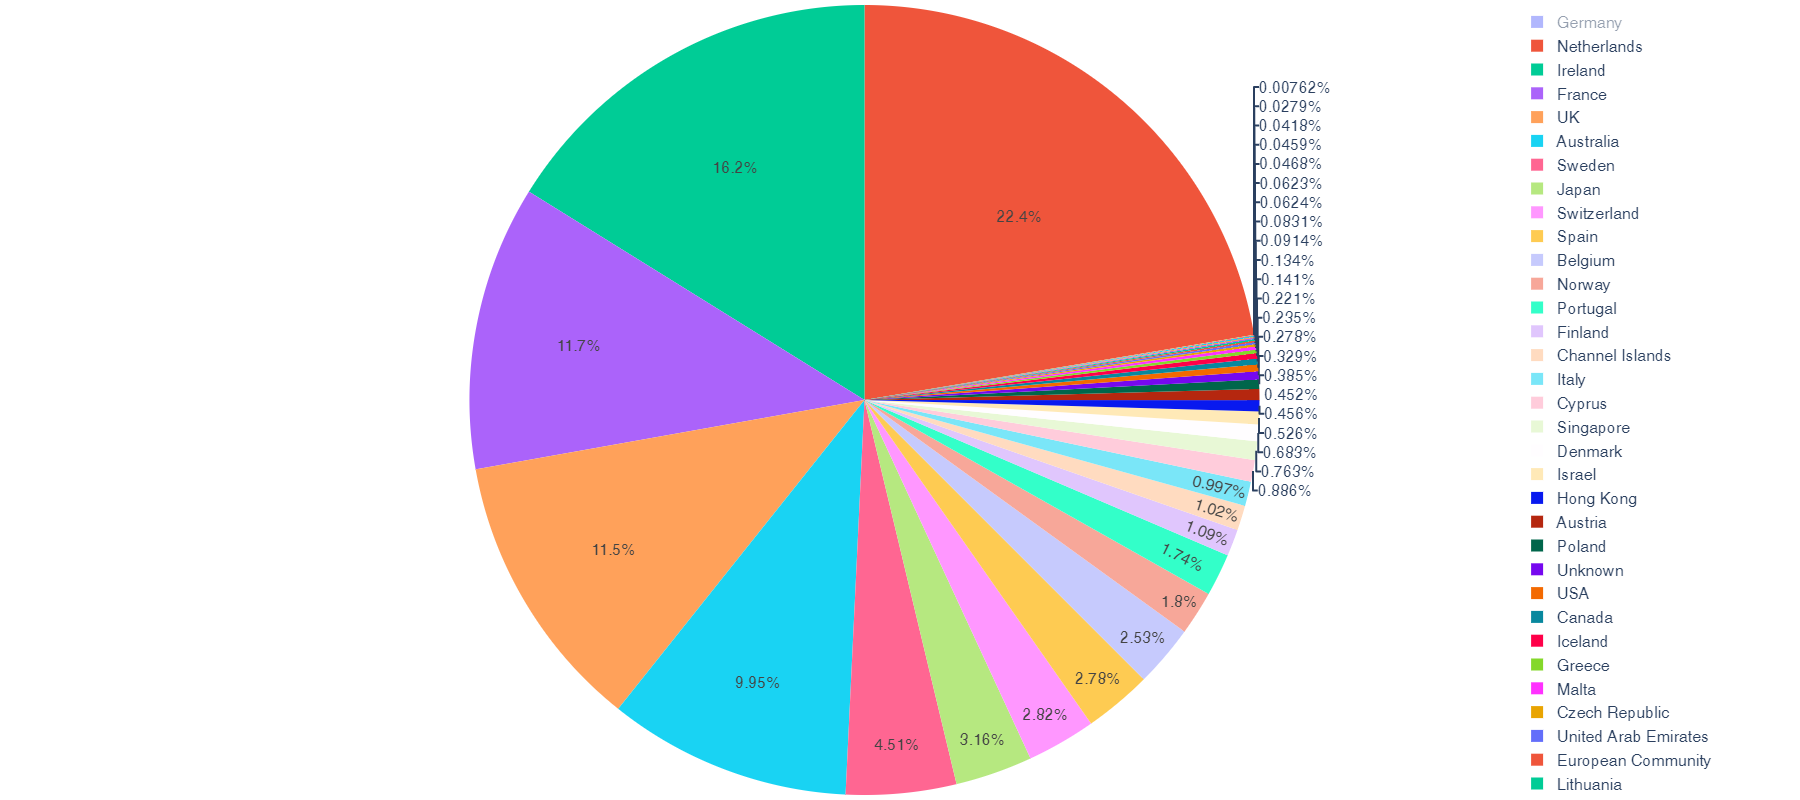 22.4%
0.00762%
0.0279%
0.0418%
0.0459%
0.0468%
0.0623%
0.0624%
0.0831%
0.0914%
0.134%
0.141%
0.221%
0.235%
0.278%
0.329%
0.385%
0.452%
0.456%
0.526%
0.683%
0.763%
0.886%
0.997%
1.02%
1.09%
1.74%
1.8%
2.53%
2.78%
2.82%
3.16%
4.51%
9.95%
11.5%
11.7%
16.2%
Germany
Netherlands
Ireland
France
UK
Australia
Sweden
Japan
Switzerland
Spain
Belgium
Norway
Portugal
Finland
Channel Islands
Italy
Cyprus
Singapore
Denmark
Israel
Hong Kong
Austria
Poland
Unknown
USA
Canada
Iceland
Greece
Malta
Czech Republic
United Arab Emirates
European Community
Lithuania